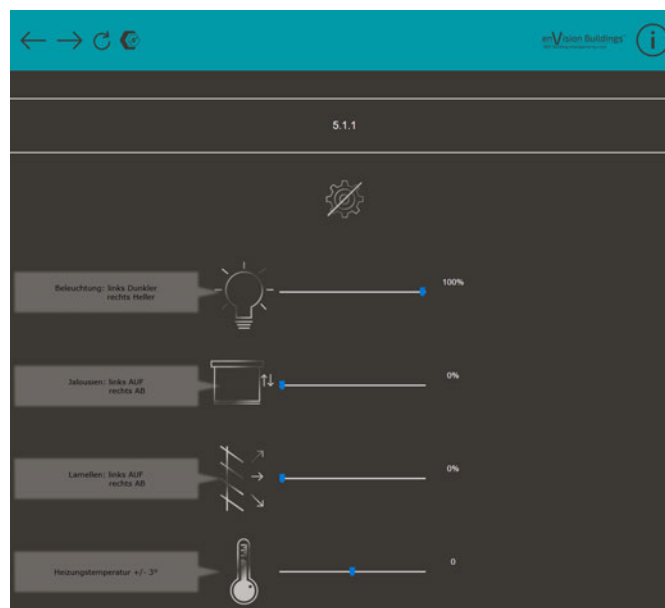 enVision Buildings™
5.1.1
Beleuchtung: links Dunkler
rechts Heller
100%
Jalousien: links AUF
rechts AB
0%
Lamellen: links AUF
rechts AB
0%
Heizungstemperatur +/- 3°
0